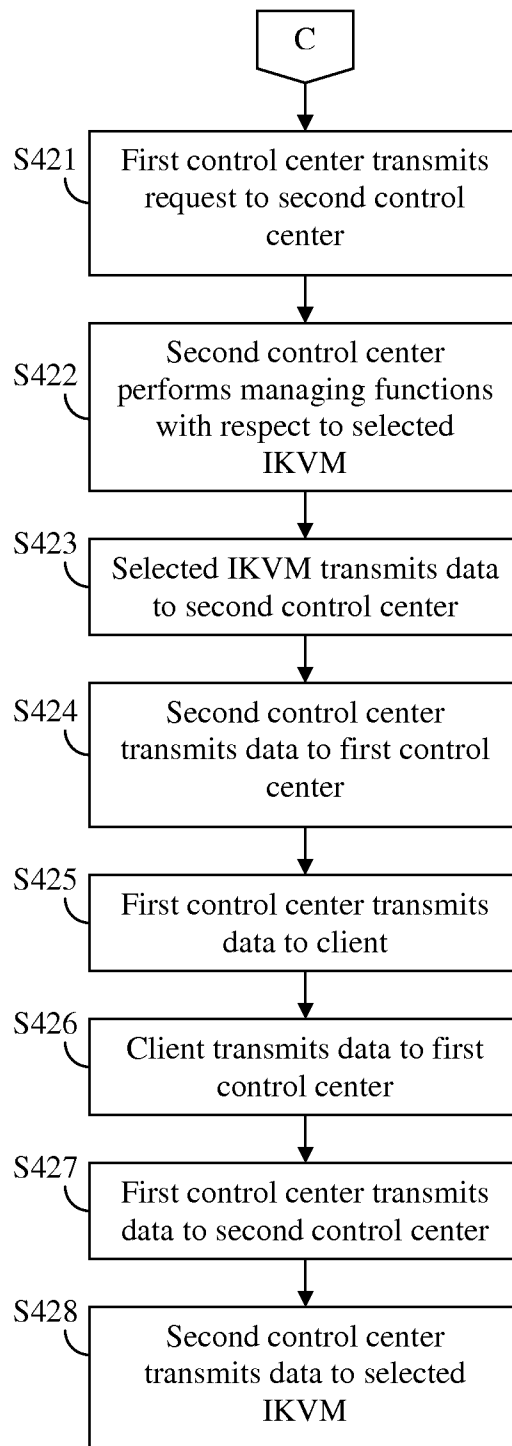 C
S421
First control center transmits
request to second control
center
S422
Second control center
performs managing functions
with respect to selected
IKVM
S423
Selected IKVM transmits data
to second control center
S424
Second control center
transmits data to first control
center
S425
First control center transmits
data to client
S426
Client transmits data to first
control center
S427
First control center transmits
data to second control center
S428
Second control center
transmits data to selected
IKVM